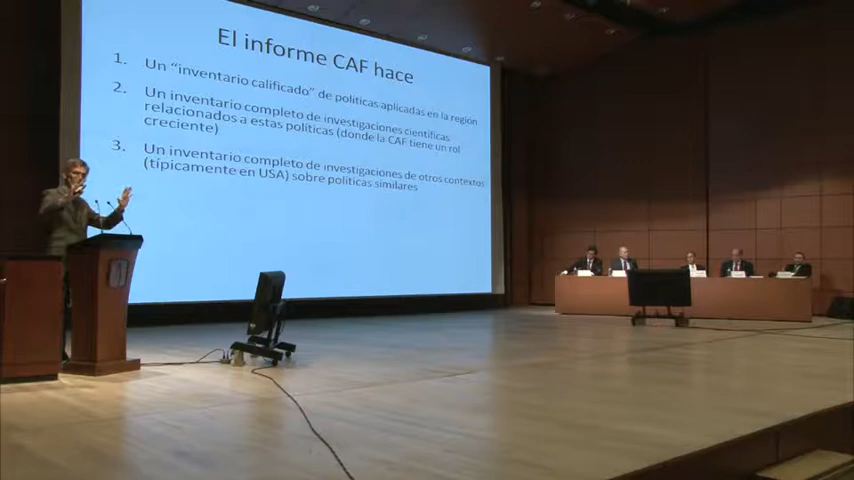 El informe CAF hace
1. Un “inventario calificado” de políticas aplicadas en la región
2. Un inventario completo de investigaciones científicas
relacionados a estas políticas (donde la CAF tiene un rol
creciente)
3. Un inventario completo de investigaciones de otros contextos
(típicamente en USA) sobre políticas similares